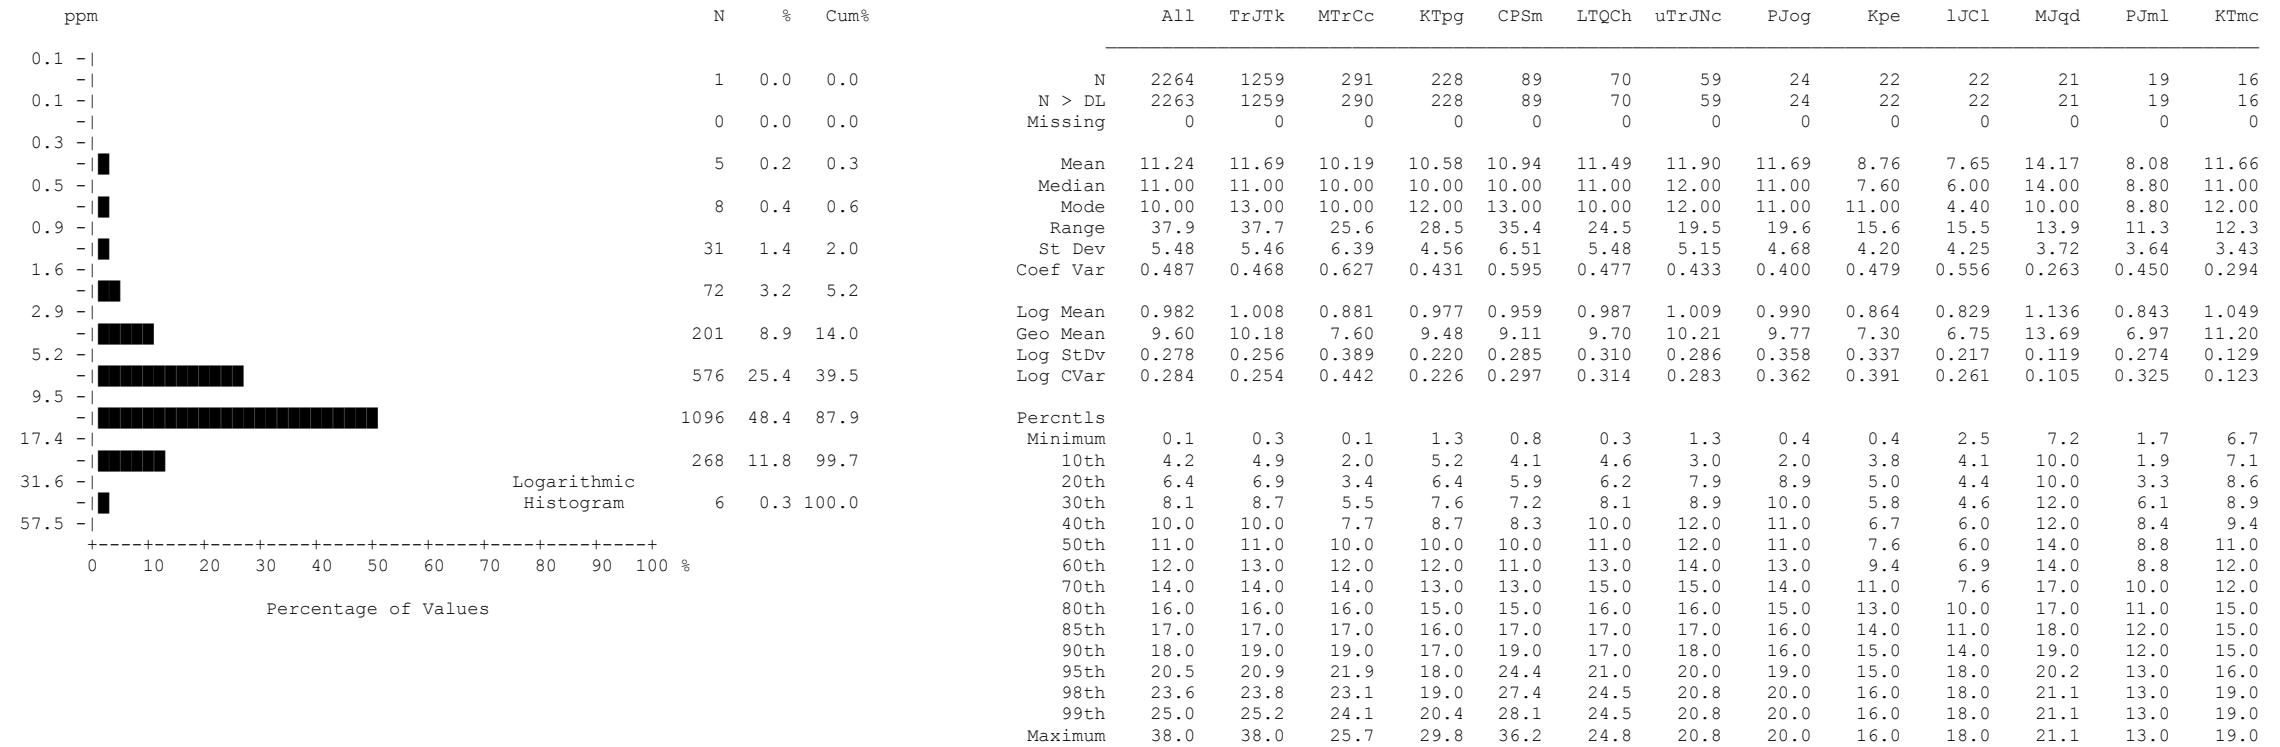 ppm N % Cum% All TrJTk MTrCc KTpg CPSm LTQCh uTrJNc PJog Kpe lJCl MJqd PJml KTmc
0.1 -|
-| 1 0.0 0.0 N 2264 1259 291 228 89 70 59 24 22 22 21 19 16
0.1 -| N > DL 2263 1259 290 228 89 70 59 24 22 22 21 19 16
-| 0 0.0 0.0 Missing 0 0 0 0 0 0 0 0 0 0 0 0 0
0.3 -|
-| 5 0.2 0.3 Mean 11.24 11.69 10.19 10.58 10.94 11.49 11.90 11.69 8.76 7.65 14.17 8.08 11.66
0.5 -| Median 11.00 11.00 10.00 10.00 10.00 11.00 12.00 11.00 7.60 6.00 14.00 8.80 11.00
-| 8 0.4 0.6 Mode 10.00 13.00 10.00 12.00 13.00 10.00 12.00 11.00 11.00 4.40 10.00 8.80 12.00
0.9 -| Range 37.9 37.7 25.6 28.5 35.4 24.5 19.5 19.6 15.6 15.5 13.9 11.3 12.3
-| 31 1.4 2.0 St Dev 5.48 5.46 6.39 4.56 6.51 5.48 5.15 4.68 4.20 4.25 3.72 3.64 3.43
1.6 -| Coef Var 0.487 0.468 0.627 0.431 0.595 0.477 0.433 0.400 0.479 0.556 0.263 0.450 0.294
-| 72 3.2 5.2
2.9 -| Log Mean 0.982 1.008 0.881 0.977 0.959 0.987 1.009 0.990 0.864 0.829 1.136 0.843 1.049
-| 201 8.9 14.0 Geo Mean 9.60 10.18 7.60 9.48 9.11 9.70 10.21 9.77 7.30 6.75 13.69 6.97 11.20
5.2 -| Log StDv 0.278 0.256 0.389 0.220 0.285 0.310 0.286 0.358 0.337 0.217 0.119 0.274 0.129
-| 576 25.4 39.5 Log CVar 0.284 0.254 0.442 0.226 0.297 0.314 0.283 0.362 0.391 0.261 0.105 0.325 0.123
9.5 -|
-| 1096 48.4 87.9 Percntls
17.4 -| Minimum 0.1 0.3 0.1 1.3 0.8 0.3 1.3 0.4 0.4 2.5 7.2 1.7 6.7
-| 268 11.8 99.7 10th 4.2 4.9 2.0 5.2 4.1 4.6 3.0 2.0 3.8 4.1 10.0 1.9 7.1
31.6 -| Logarithmic 20th 6.4 6.9 3.4 6.4 5.9 6.2 7.9 8.9 5.0 4.4 10.0 3.3 8.6
-| Histogram 6 0.3 100.0 30th 8.1 8.7 5.5 7.6 7.2 8.1 8.9 10.0 5.8 4.6 12.0 6.1 8.9
57.5 -| 40th 10.0 10.0 7.7 8.7 8.3 10.0 12.0 11.0 6.7 6.0 12.0 8.4 9.4
+----+----+----+----+----+----+----+----+----+----+ 50th 11.0 11.0 10.0 10.0 10.0 11.0 12.0 11.0 7.6 6.0 14.0 8.8 11.0
0 10 20 30 40 50 60 70 80 90 100 % 60th 12.0 13.0 12.0 12.0 11.0 13.0 14.0 13.0 9.4 6.9 14.0 8.8 12.0
70th 14.0 14.0 14.0 13.0 13.0 15.0 15.0 14.0 11.0 7.6 17.0 10.0 12.0
Percentage of Values 80th 16.0 16.0 16.0 15.0 15.0 16.0 16.0 15.0 13.0 10.0 17.0 11.0 15.0
85th 17.0 17.0 17.0 16.0 17.0 17.0 17.0 16.0 14.0 11.0 18.0 12.0 15.0
90th 18.0 19.0 19.0 17.0 19.0 17.0 18.0 16.0 15.0 14.0 19.0 12.0 15.0
95th 20.5 20.9 21.9 18.0 24.4 21.0 20.0 19.0 15.0 18.0 20.2 13.0 16.0
98th 23.6 23.8 23.1 19.0 27.4 24.5 20.8 20.0 16.0 18.0 21.1 13.0 19.0
99th 25.0 25.2 24.1 20.4 28.1 24.5 20.8 20.0 16.0 18.0 21.1 13.0 19.0
Maximum 38.0 38.0 25.7 29.8 36.2 24.8 20.8 20.0 16.0 18.0 21.1 13.0 19.0